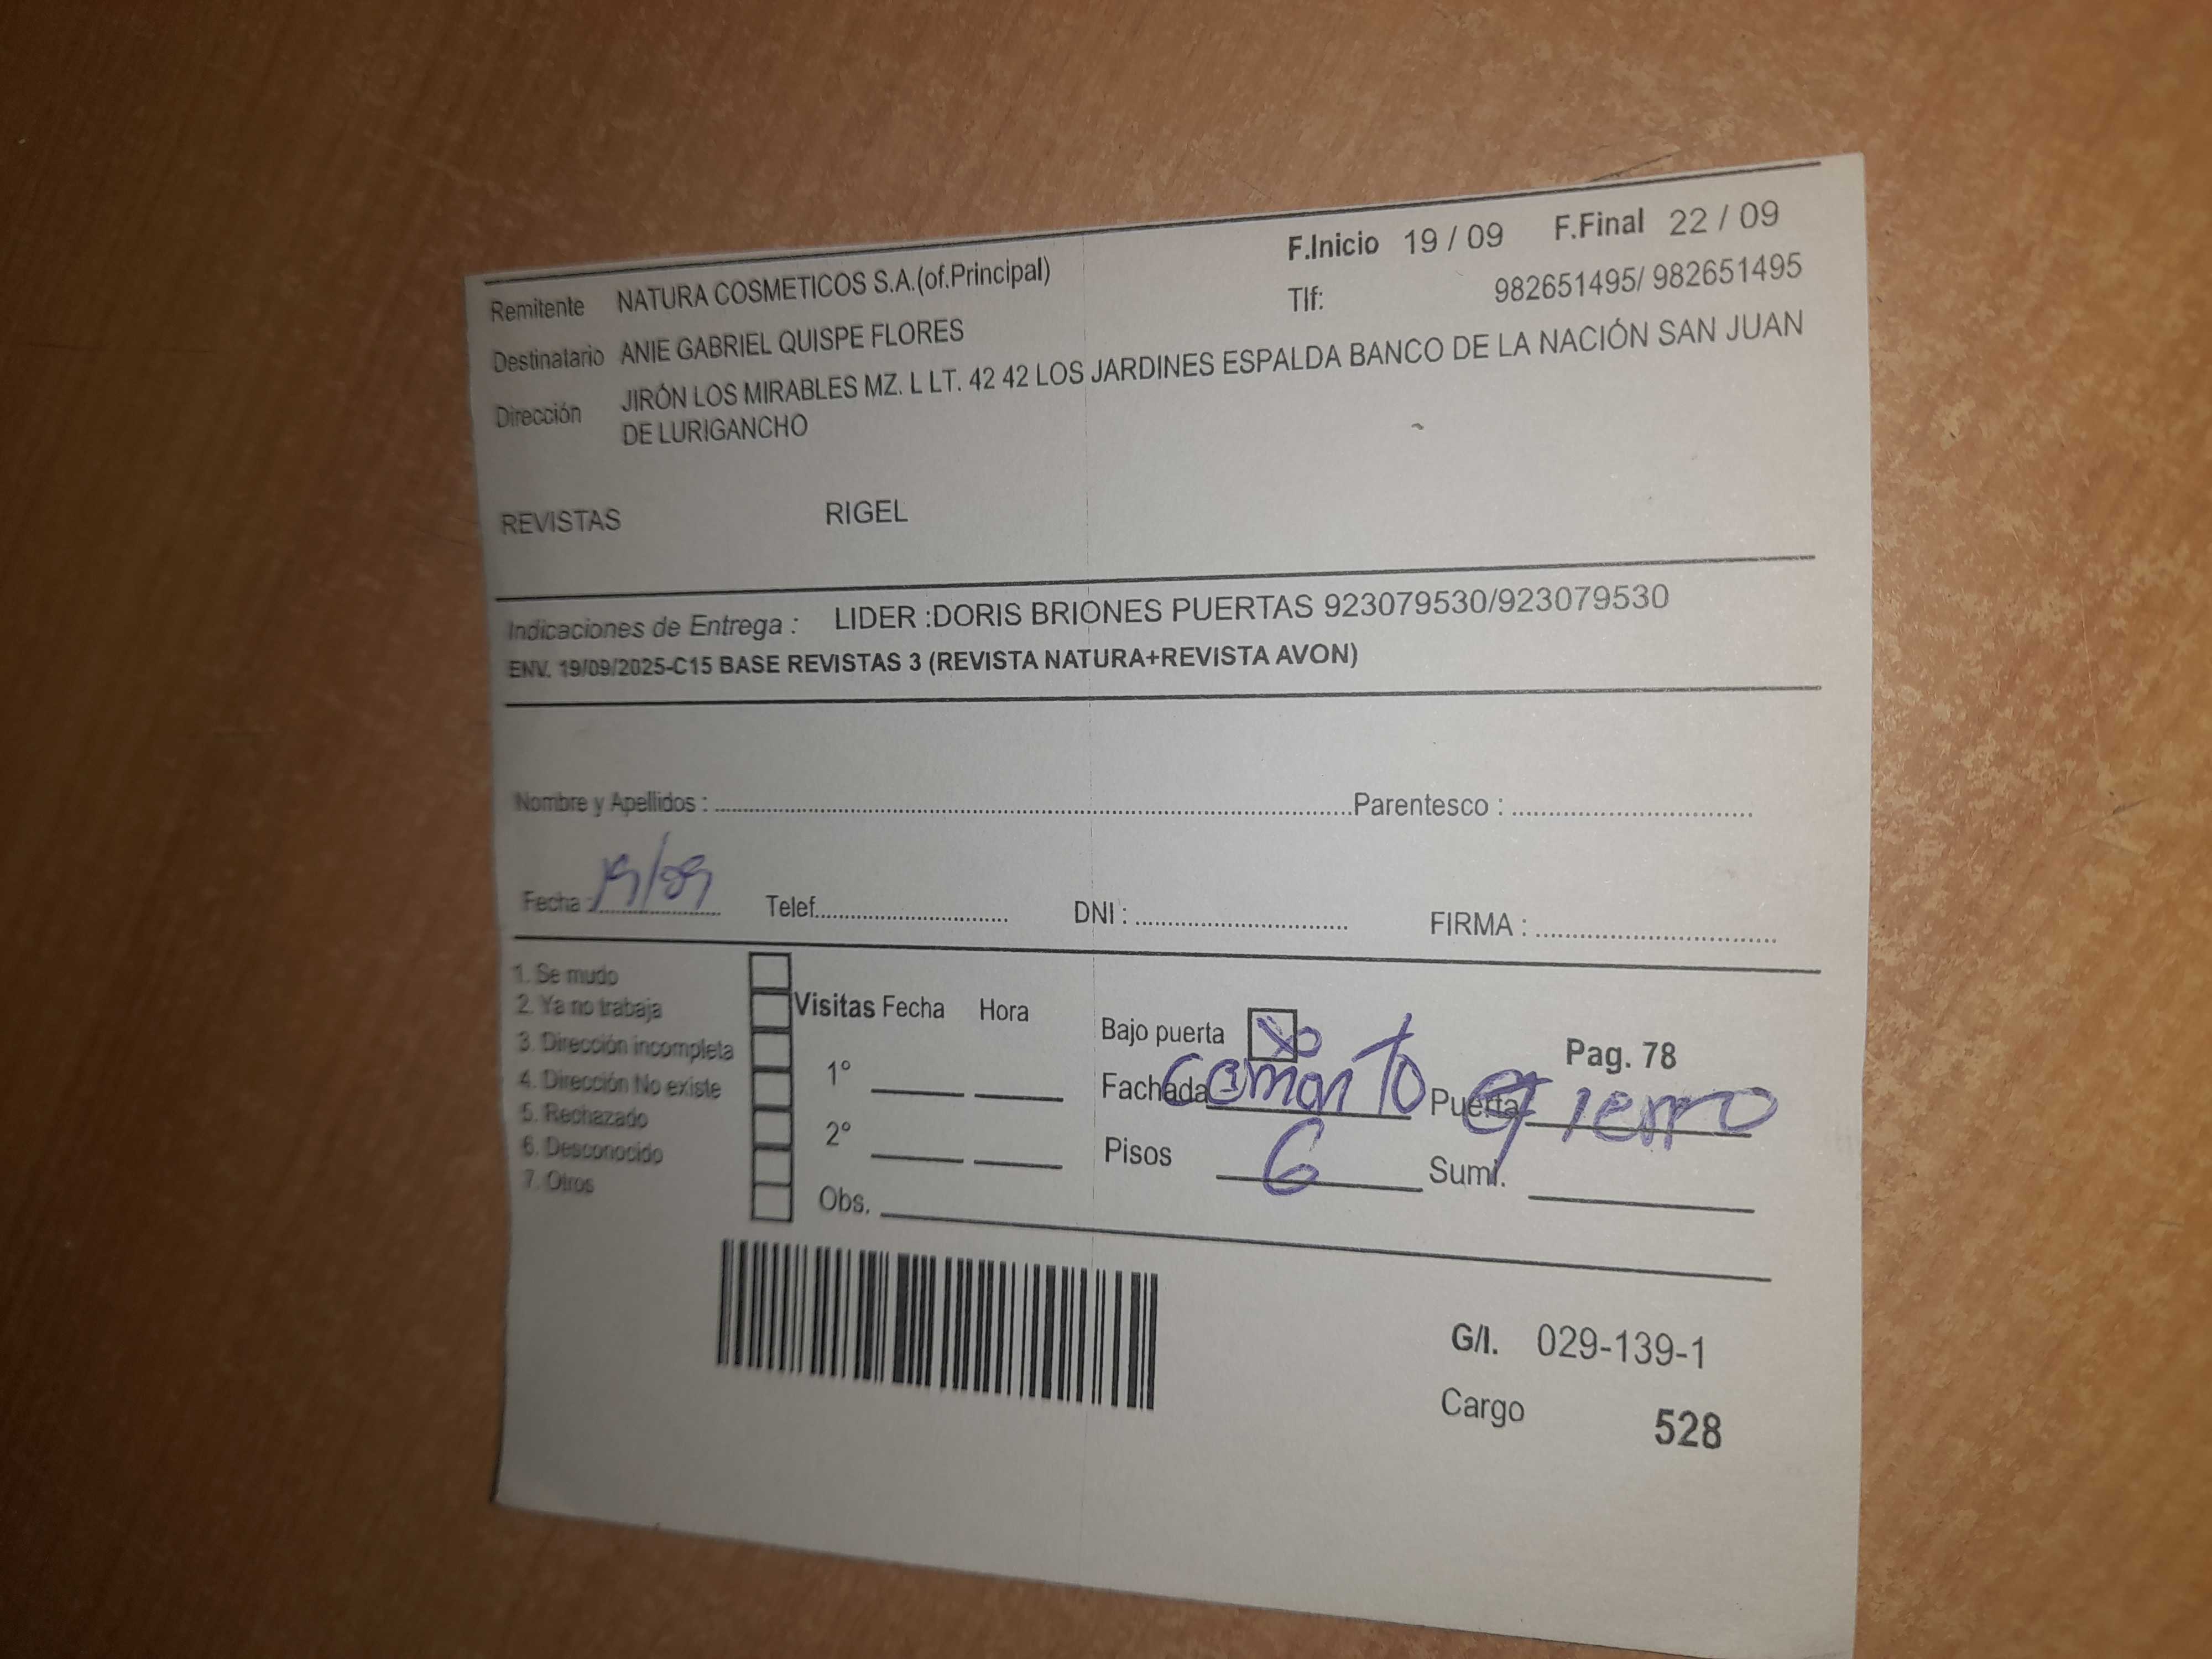 F.Inicio 19 / 09 F.Final 22 / 09
Remitente NATURA COSMETICOS S.A.(of.Principal) Tlf: 982651495/ 982651495
Destinatario ANIE GABRIEL QUISPE FLORES
Dirección JIRÓN LOS MIRABLES MZ. L LT. 42 42 LOS JARDINES ESPALDA BANCO DE LA NACIÓN SAN JUAN
DE LURIGANCHO
REVISTAS RIGEL
Indicaciones de Entrega : LIDER :DORIS BRIONES PUERTAS 923079530/923079530
ENV. 19/09/2025-C15 BASE REVISTAS 3 (REVISTA NATURA+REVISTA AVON)
Nombre y Apellidos : Parentesco :
Fecha : 19/09 Telef. DNI : FIRMA :
1. Se mudo
2. Ya no trabaja
3. Dirección incompleta
4. Dirección No existe
5. Rechazado
6. Desconocido
7. Otros
Visitas Fecha Hora
1°
2°
Obs.
Bajo puerta X
Pag. 78
Fachada Puerta
Pisos 6 Sumi.
G/I. 029-139-1
Cargo 528